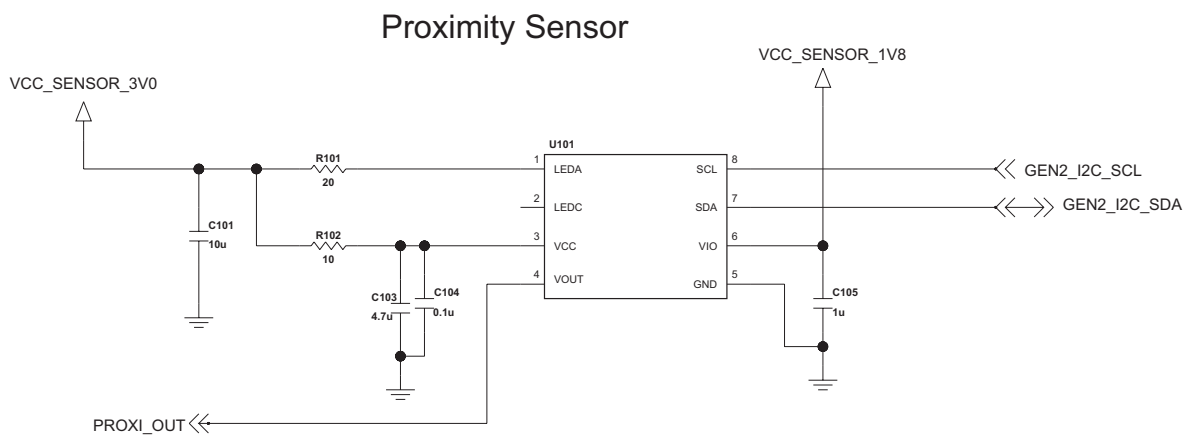 Proximity Sensor
VCC_SENSOR_1V8
VCC_SENSOR_3V0
U101
R101
20
1
LEDA
SCL
8
GEN2_I2C_SCL
2
LEDC
SDA
7
GEN2_I2C_SDA
C101
10u
R102
10
3
VCC
VIO
6
4
VOUT
GND
5
C103
4.7u
C104
0.1u
C105
1u
PROXI_OUT